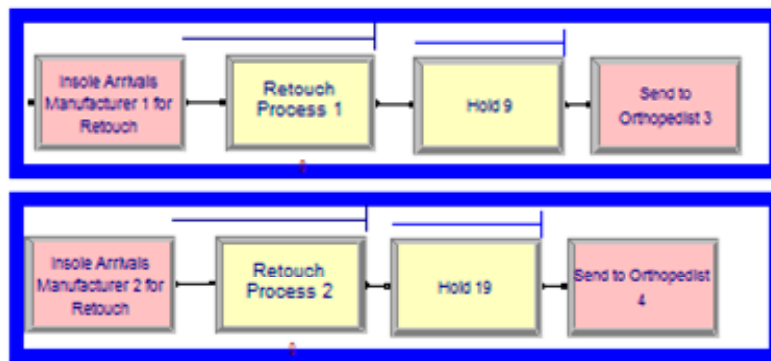 Insole Arrivals
Manufacturer 1 for
Retouch
Retouch
Process 1
Hold 9
Send to
Orthopedist 3
Insole Arrivals
Manufacturer 2 for
Retouch
Retouch
Process 2
Hold 19
Send to Orthopedist
4